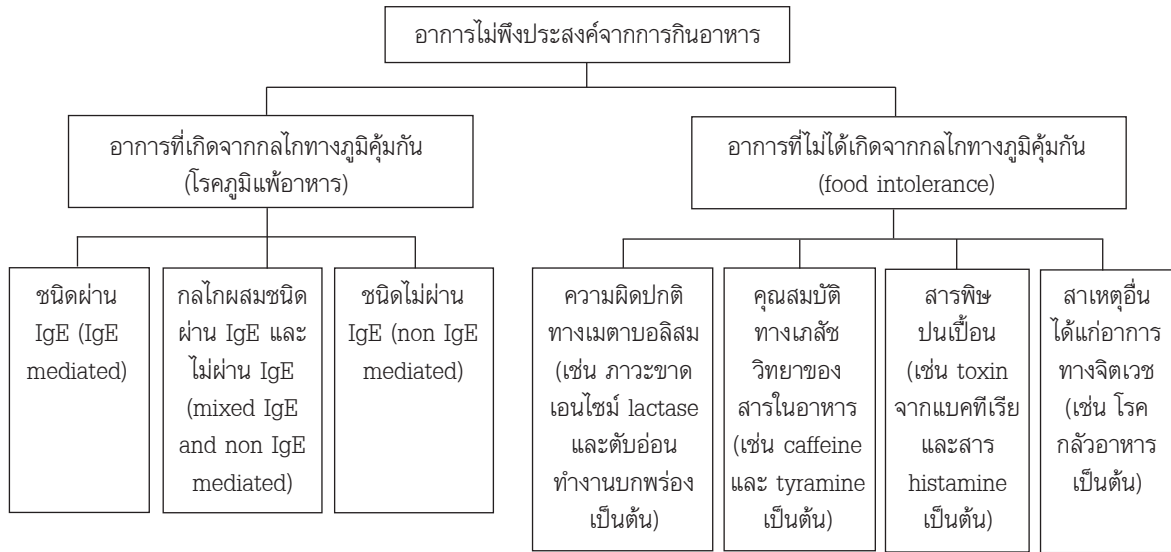 อาการไม่พึงประสงค์จากการกินอาหาร
อาการที่เกิดจากกลไกทางภูมิคุ้มกัน
(โรคภูมิแพ้อาหาร)
อาการที่ไม่ได้เกิดจากกลไกทางภูมิคุ้มกัน
(food intolerance)
ชนิดผ่าน
IgE (IgE
mediated)
กลไกผสมชนิด
ผ่าน IgE และ
ไม่ผ่าน IgE
(mixed IgE
and non IgE
mediated)
ชนิดไม่ผ่าน
IgE (non IgE
mediated)
ความผิดปกติ
ทางเมตาบอลิสม
(เช่น ภาวะขาด
เอนไซม์ lactase
และตับอ่อน
ทำงานบกพร่อง
เป็นต้น)
คุณสมบัติ
ทางเภสัช
วิทยาของ
สารในอาหาร
(เช่น caffeine
และ tyramine
เป็นต้น)
สารพิษ
ปนเปื้อน
(เช่น toxin
จากแบคทีเรีย
และสาร
histamine
เป็นต้น)
สาเหตุอื่น
ได้แก่อาการ
ทางจิตเวช
(เช่น โรค
กลัวอาหาร
เป็นต้น)